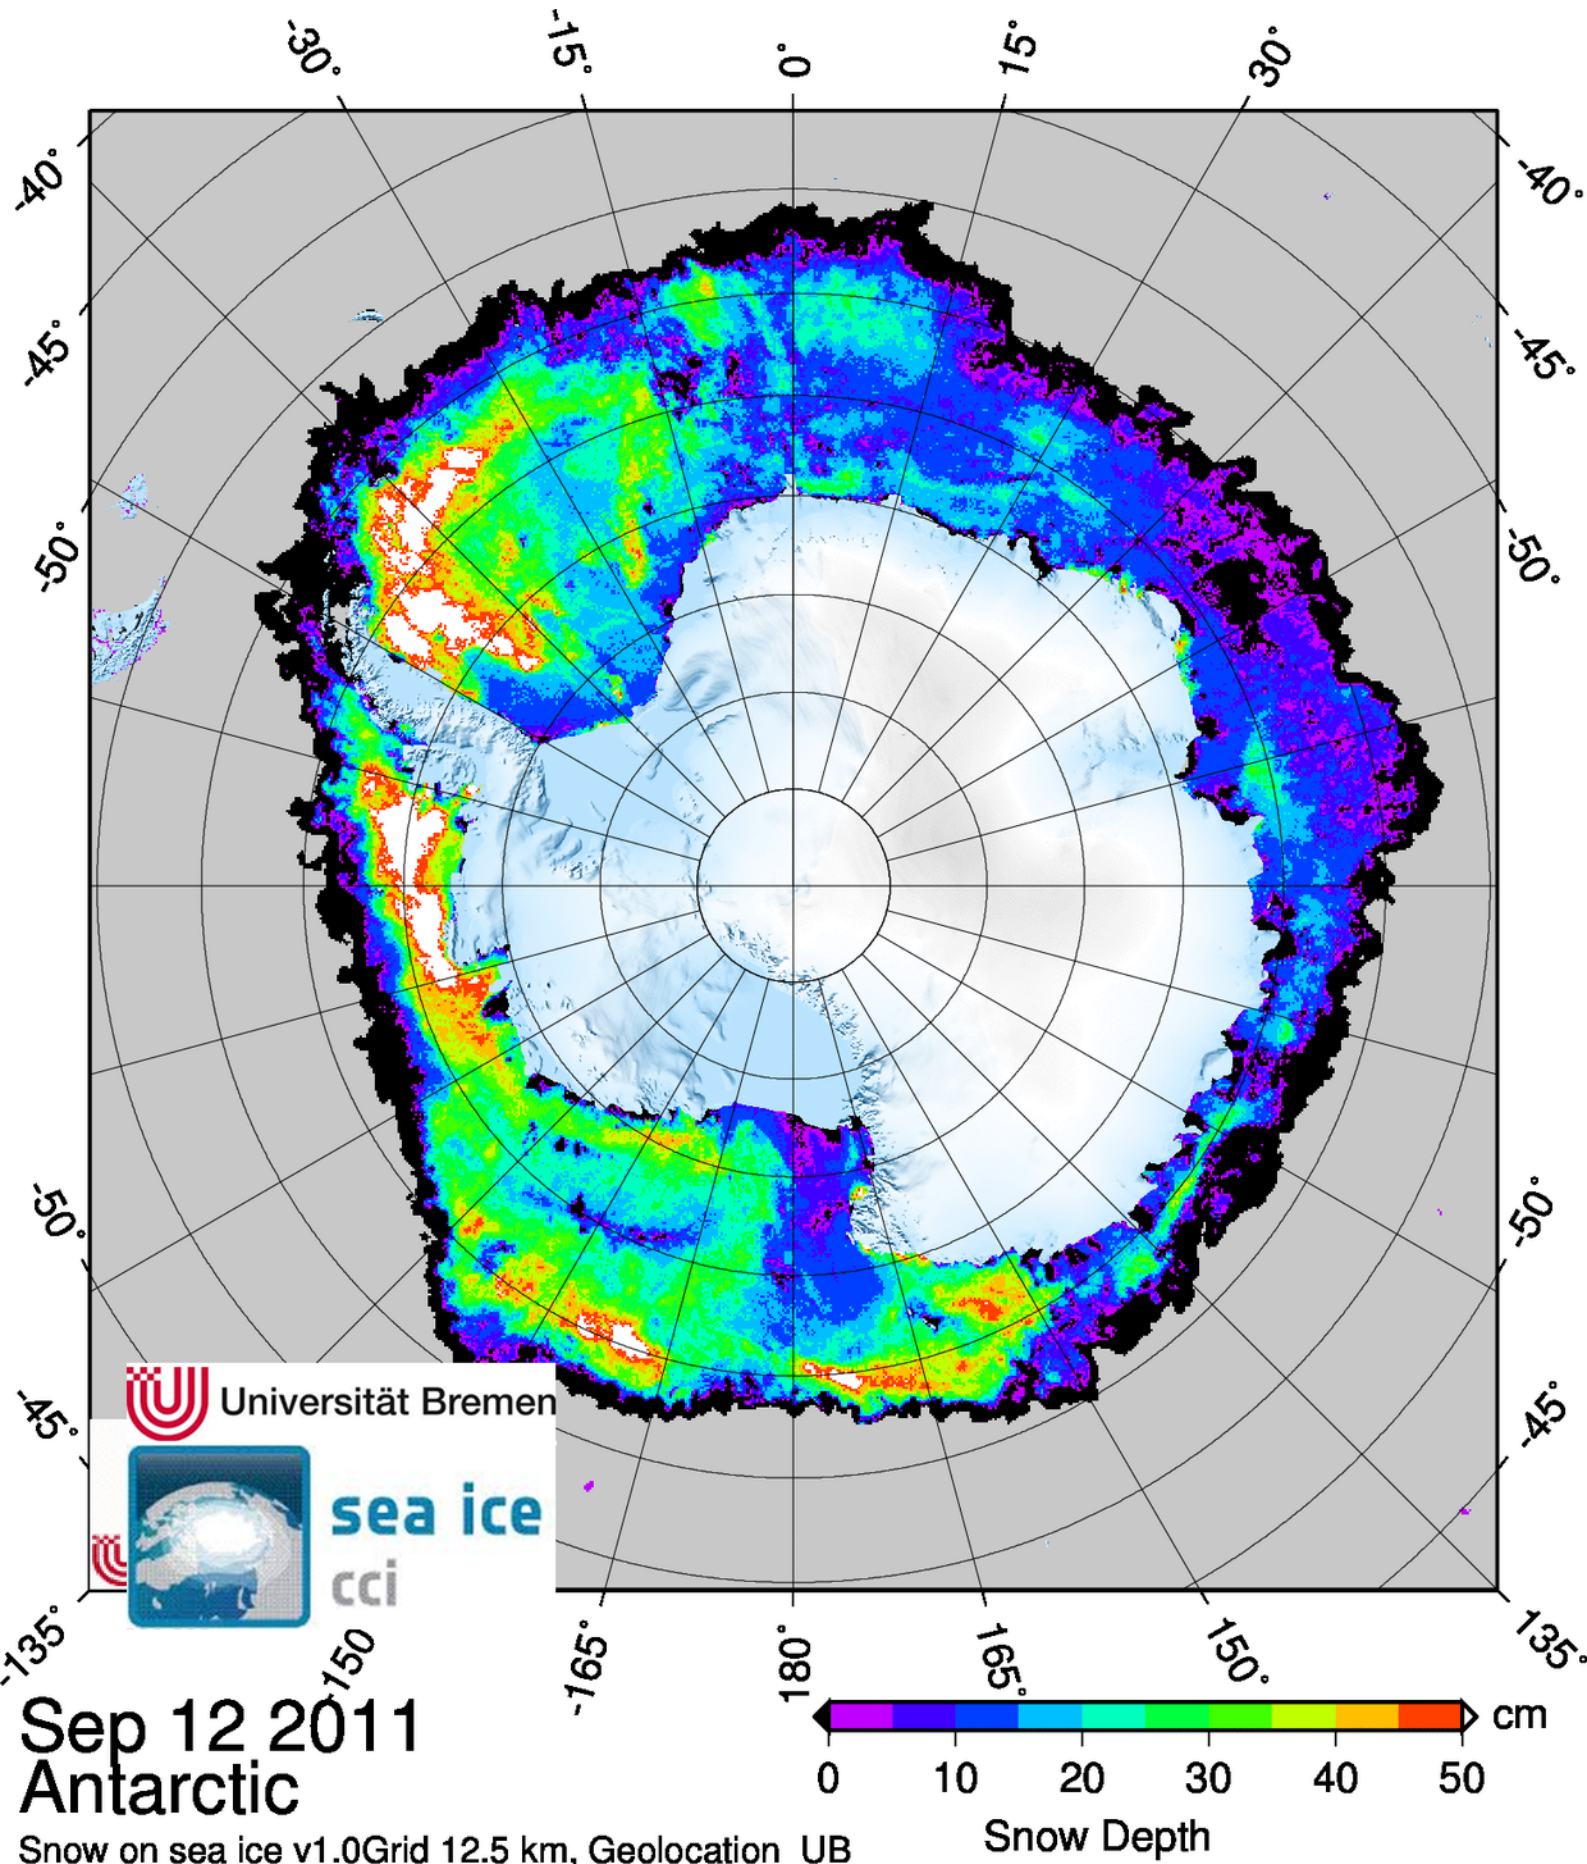 -30° -15° 0° 15° 30°
-40° -40°
-45° -45°
-50° -50°
-50° -50°
-45° -45°
Universität Bremen
sea ice
cci
-135° -150 -165° 180° 165° 150° 135°
Sep 12 2011
Antarctic
Snow on sea ice v1.0Grid 12.5 km, Geolocation UB
cm
0 10 20 30 40 50
Snow Depth